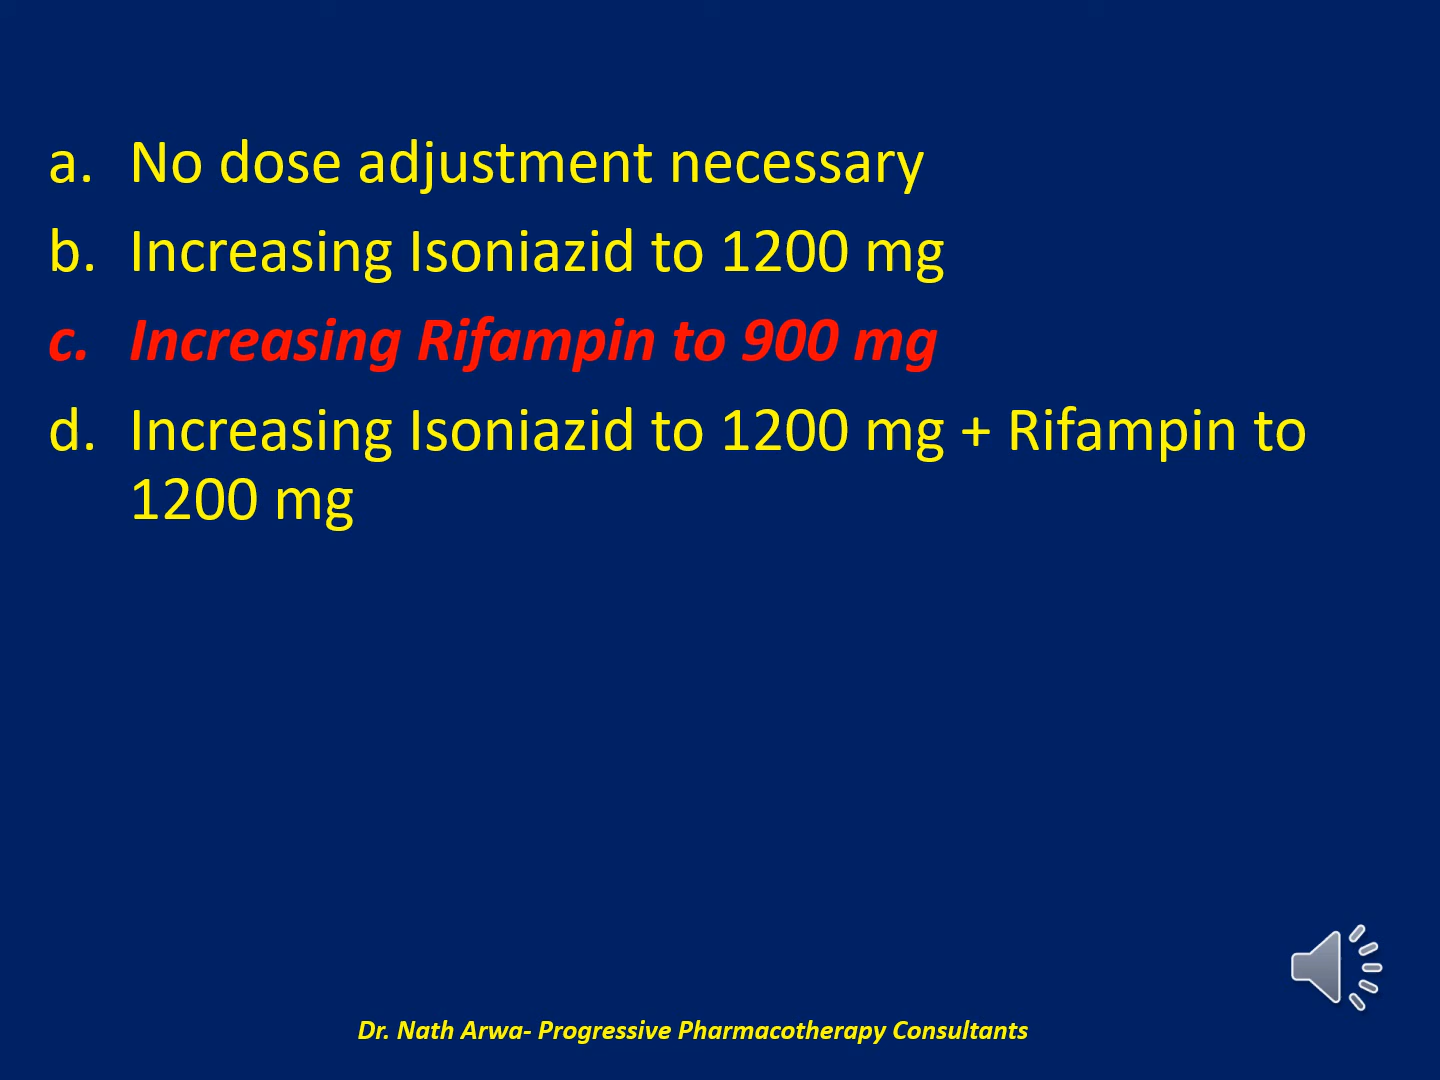 a. No dose adjustment necessary
b. Increasing Isoniazid to 1200 mg
c. Increasing Rifampin to 900 mg
d. Increasing Isoniazid to 1200 mg + Rifampin to
1200 mg
Dr. Nath Arwa- Progressive Pharmacotherapy Consultants